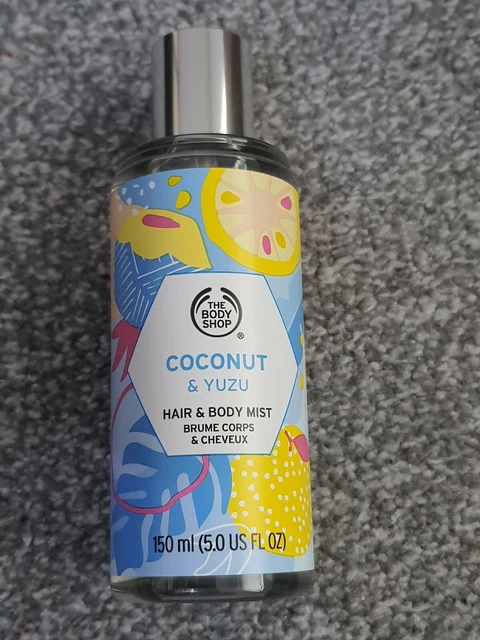 THE
BODY
SHOP
®
COCONUT
& YUZU
HAIR & BODY MIST
BRUME CORPS
& CHEVEUX
150 ml (5.0 US FL OZ)